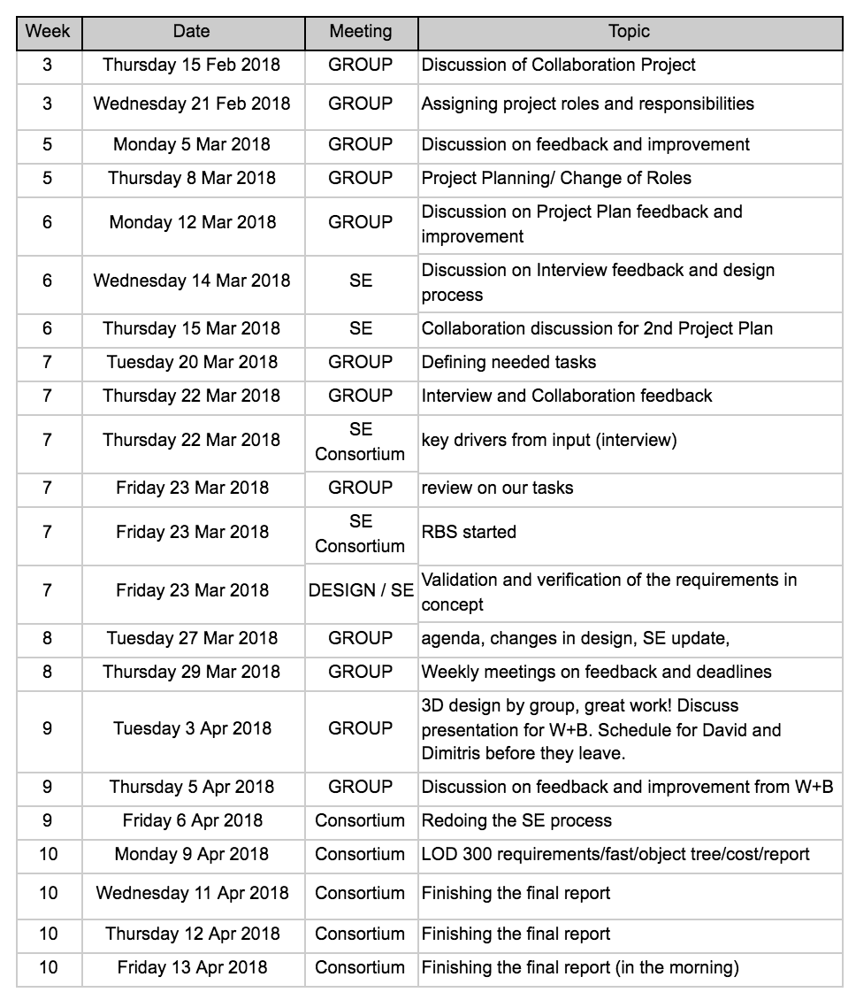 Week Date Meeting Topic
3 Thursday 15 Feb 2018 GROUP Discussion of Collaboration Project
3 Wednesday 21 Feb 2018 GROUP Assigning project roles and responsibilities
5 Monday 5 Mar 2018 GROUP Discussion on feedback and improvement
5 Thursday 8 Mar 2018 GROUP Project Planning/ Change of Roles
6 Monday 12 Mar 2018 GROUP Discussion on Project Plan feedback and
improvement
6 Wednesday 14 Mar 2018 SE Discussion on Interview feedback and design
process
6 Thursday 15 Mar 2018 SE Collaboration discussion for 2nd Project Plan
7 Tuesday 20 Mar 2018 GROUP Defining needed tasks
7 Thursday 22 Mar 2018 GROUP Interview and Collaboration feedback
7 Thursday 22 Mar 2018 SE
Consortium key drivers from input (interview)
7 Friday 23 Mar 2018 GROUP review on our tasks
7 Friday 23 Mar 2018 SE
Consortium RBS started
7 Friday 23 Mar 2018 DESIGN / SE Validation and verification of the requirements in
concept
8 Tuesday 27 Mar 2018 GROUP agenda, changes in design, SE update,
8 Thursday 29 Mar 2018 GROUP Weekly meetings on feedback and deadlines
9 Tuesday 3 Apr 2018 GROUP 3D design by group, great work! Discuss
presentation for W+B. Schedule for David and
Dimitris before they leave.
9 Thursday 5 Apr 2018 GROUP Discussion on feedback and improvement from W+B
9 Friday 6 Apr 2018 Consortium Redoing the SE process
10 Monday 9 Apr 2018 Consortium LOD 300 requirements/fast/object tree/cost/report
10 Wednesday 11 Apr 2018 Consortium Finishing the final report
10 Thursday 12 Apr 2018 Consortium Finishing the final report
10 Friday 13 Apr 2018 Consortium Finishing the final report (in the morning)